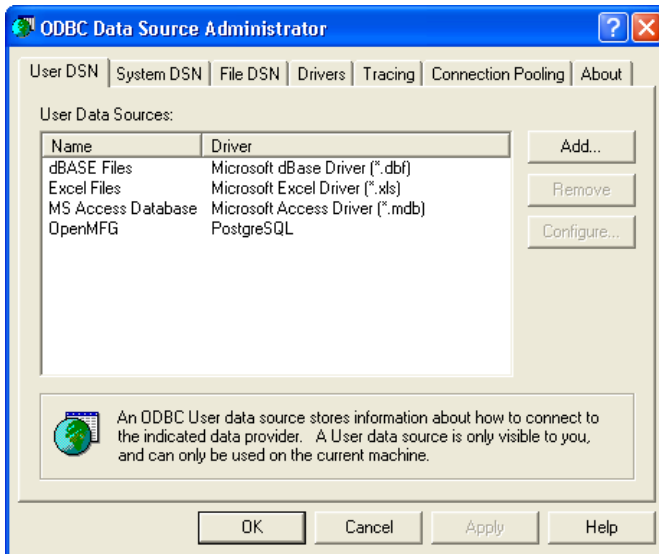 ODBC Data Source Administrator
User DSN System DSN File DSN Drivers Tracing Connection Pooling About
User Data Sources:
Name Driver
dBASE Files Microsoft dBase Driver (*.dbf)
Excel Files Microsoft Excel Driver (*.xls)
MS Access Database Microsoft Access Driver (*.mdb)
OpenMFG PostgreSQL
Add...
Remove
Configure...
An ODBC User data source stores information about how to connect to
the indicated data provider. A User data source is only visible to you,
and can only be used on the current machine.
OK Cancel Apply Help